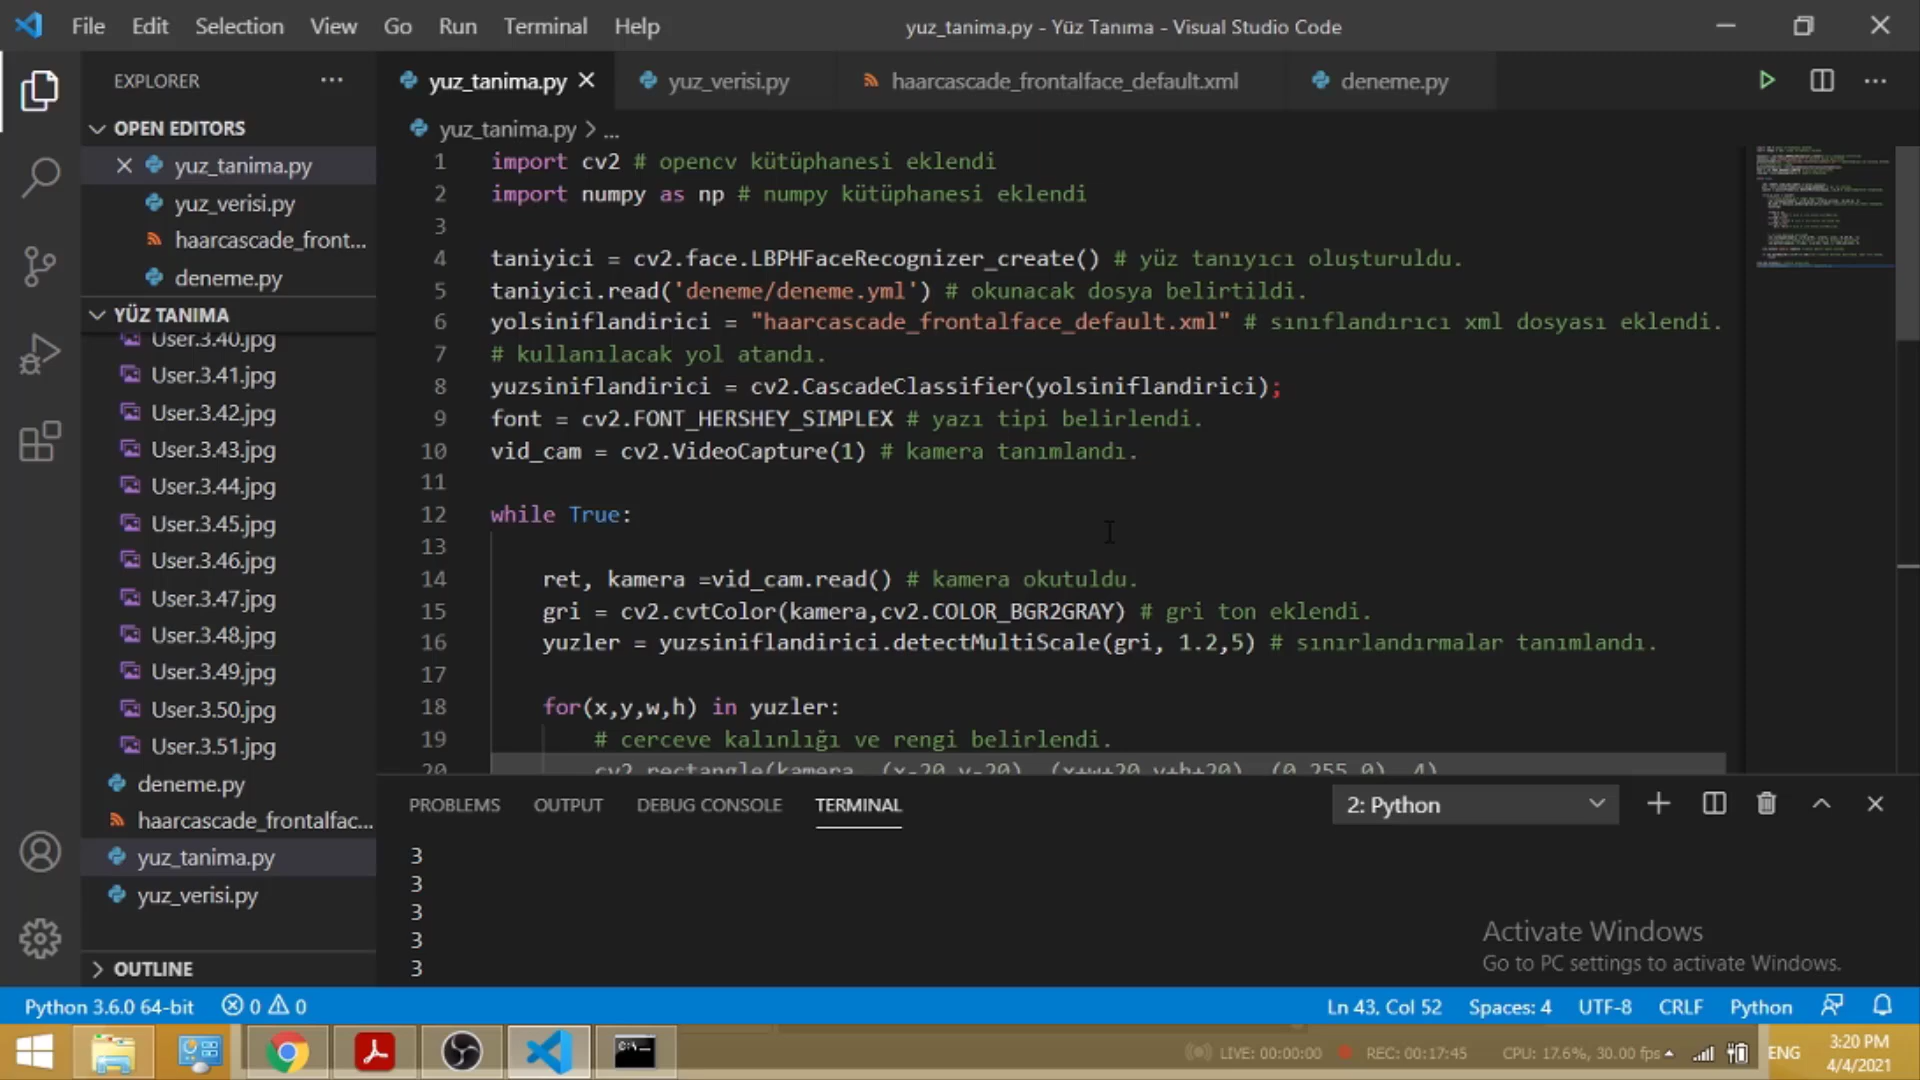 File Edit Selection View Go Run Terminal Help
yuz_tanima.py - Yüz Tanıma - Visual Studio Code
EXPLORER
OPEN EDITORS
yuz_tanima.py
yuz_verisi.py
haarcascade_front...
deneme.py
YÜZ TANIMA
User.3.40.jpg
User.3.41.jpg
User.3.42.jpg
User.3.43.jpg
User.3.44.jpg
User.3.45.jpg
User.3.46.jpg
User.3.47.jpg
User.3.48.jpg
User.3.49.jpg
User.3.50.jpg
User.3.51.jpg
deneme.py
haarcascade_frontalfac...
yuz_tanima.py
yuz_verisi.py
OUTLINE
yuz_tanima.py yuz_verisi.py haarcascade_frontalface_default.xml deneme.py
yuz_tanima.py > ...
1 import cv2 # opencv kütüphanesi eklendi
2 import numpy as np # numpy kütüphanesi eklendi
3
4 taniyici = cv2.face.LBPHFaceRecognizer_create() # yüz tanıyıcı oluşturuldu.
5 taniyici.read('deneme/deneme.yml') # okunacak dosya belirtildi.
6 yolsiniflandirici = "haarcascade_frontalface_default.xml" # sınıflandırıcı xml dosyası eklendi.
7 # kullanılacak yol atandı.
8 yuzsiniflandirici = cv2.CascadeClassifier(yolsiniflandirici);
9 font = cv2.FONT_HERSHEY_SIMPLEX # yazı tipi belirlendi.
10 vid_cam = cv2.VideoCapture(1) # kamera tanımlandı.
11
12 while True:
13
14 ret, kamera =vid_cam.read() # kamera okutuldu.
15 gri = cv2.cvtColor(kamera,cv2.COLOR_BGR2GRAY) # gri ton eklendi.
16 yuzler = yuzsiniflandirici.detectMultiScale(gri, 1.2,5) # sınırlandırmalar tanımlandı.
17
18 for(x,y,w,h) in yuzler:
19 # cerceve kalınlığı ve rengi belirlendi.
20 cv2.rectangle(kamera, (x-20,y-20), (x+w+20,y+h+20), (0,255,0), 4)
PROBLEMS OUTPUT DEBUG CONSOLE TERMINAL
2: Python
3
3
3
3
3
Activate Windows
Go to PC settings to activate Windows.
Python 3.6.0 64-bit 0 0
Ln 43, Col 52 Spaces: 4 UTF-8 CRLF Python
LIVE: 00:00:00 REC: 00:17:45 CPU: 17.6%, 30.00 fps
ENG
3:20 PM
4/4/2021